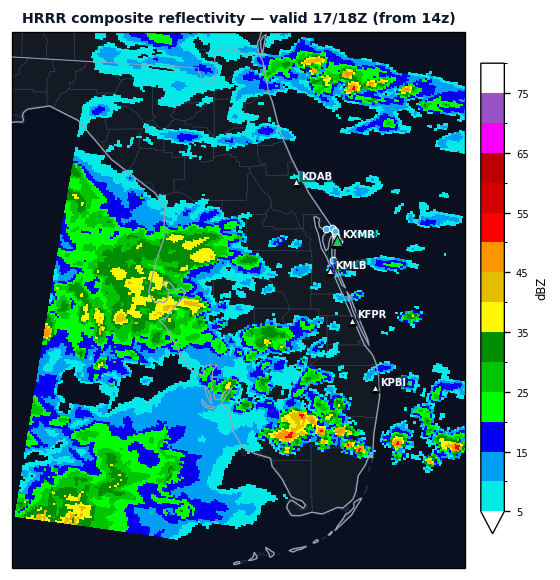 HRRR composite reflectivity — valid 17/18Z (from 14z)
KDAB
KXMR
KMLB
KFPR
KPBI
75
65
55
45
35
25
15
5
dBZ